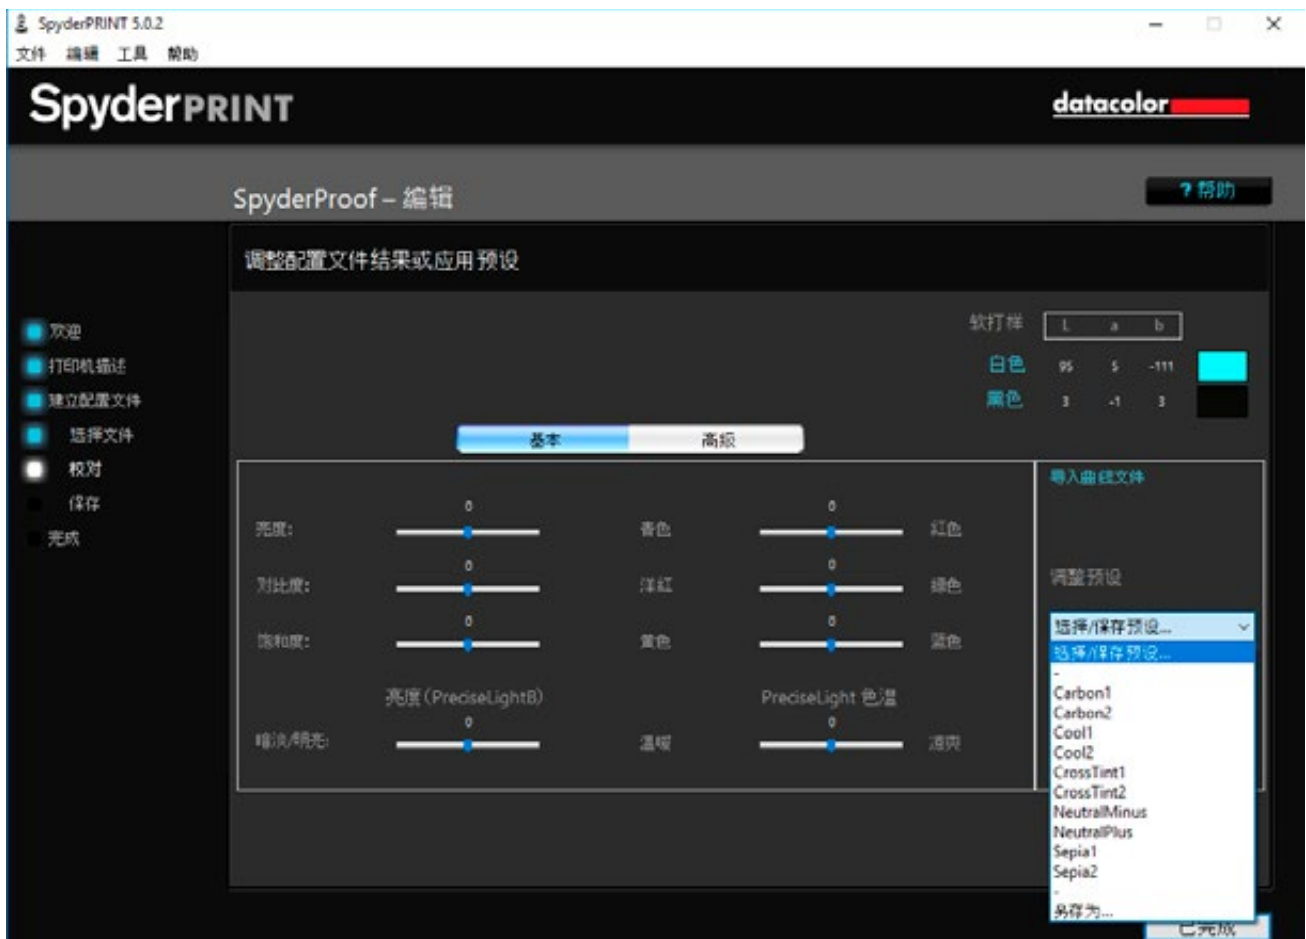 SpyderPRINT 5.0.2
文件 编辑 工具 帮助
SpyderPRINT
datacolor
SpyderProof – 编辑
? 帮助
调整配置文件结果或应用预设
欢迎
打印机描述
建立配置文件
选择文件
校对
保存
完成
软打样 L a b
白色 95 5 -111
黑色 3 -1 3
基本 高级
导入曲线文件
0 0
亮度: 青色 红色
0 0
对比度: 洋红 绿色
0 0
饱和度: 黄色 蓝色
亮度(PreciseLight8) PreciseLight 色温
0 0
暗淡/明亮: 温暖 凉爽
调整预设
选择/保存预设...
选择/保存预设...
-
Carbon1
Carbon2
Cool1
Cool2
CrossTint1
CrossTint2
NeutralMinus
NeutralPlus
Sepia1
Sepia2
-
另存为...
已完成